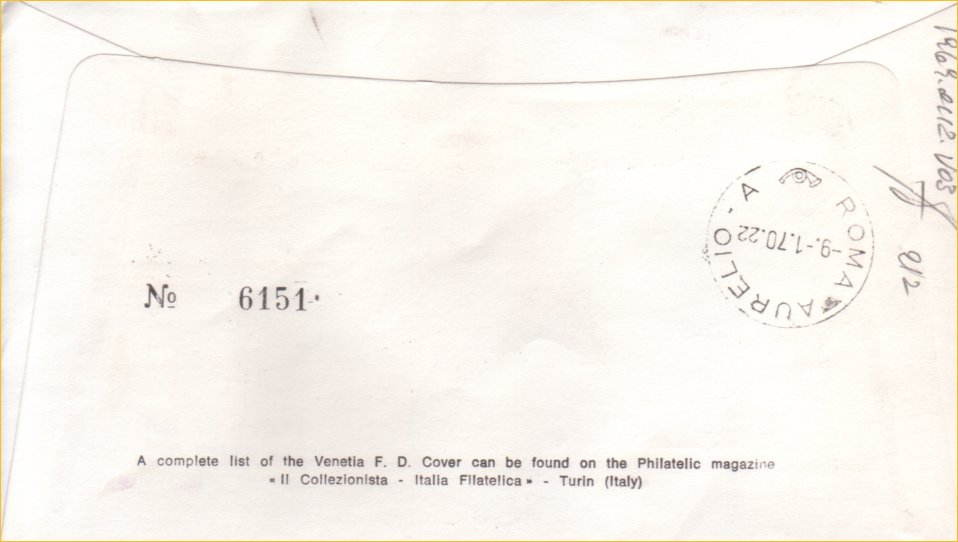 No 6151
ROMA AURELIO - A
-9.-1.70.22
212
A complete list of the Venetia F. D. Cover can be found on the Philatelic magazine
« Il Collezionista - Italia Filatelica » - Turin (Italy)